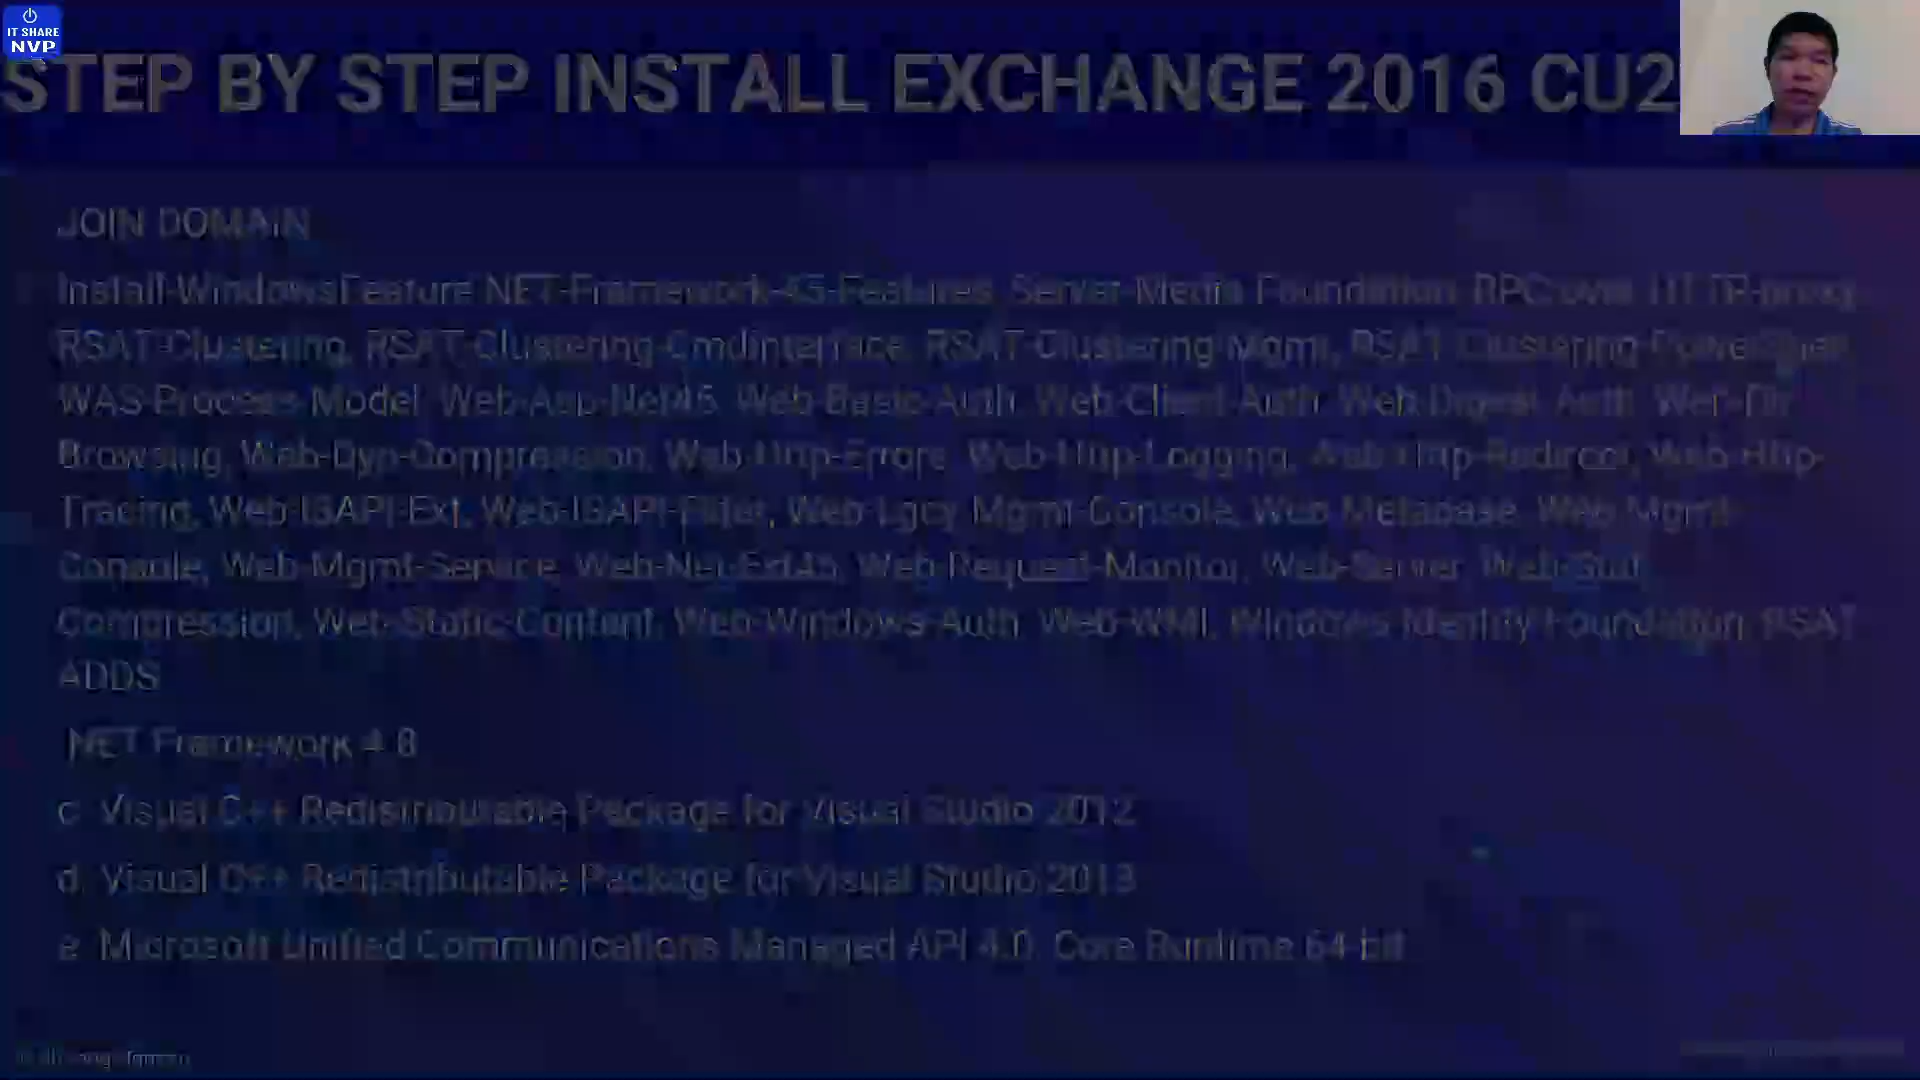 IT SHARE
NVP
STEP BY STEP INSTALL EXCHANGE 2016 CU2
JOIN DOMAIN
Install-WindowsFeature NET-Framework-45-Features, Server-Media-Foundation, RPC-over-HTTP-proxy,
RSAT-Clustering, RSAT-Clustering-CmdInterface, RSAT-Clustering-Mgmt, RSAT-Clustering-PowerShell,
WAS-Process-Model, Web-Asp-Net45, Web-Basic-Auth, Web-Client-Auth, Web-Digest-Auth, Web-Dir-
Browsing, Web-Dyn-Compression, Web-Http-Errors, Web-Http-Logging, Web-Http-Redirect, Web-Http-
Tracing, Web-ISAPI-Ext, Web-ISAPI-Filter, Web-Lgcy-Mgmt-Console, Web-Metabase, Web-Mgmt-
Console, Web-Mgmt-Service, Web-Net-Ext45, Web-Request-Monitor, Web-Server, Web-Stat-
Compression, Web-Static-Content, Web-Windows-Auth, Web-WMI, Windows-Identity-Foundation, RSAT-
ADDS
.NET Framework 4.8
c. Visual C++ Redistributable Package for Visual Studio 2012
d. Visual C++ Redistributable Package for Visual Studio 2013
e. Microsoft Unified Communications Managed API 4.0, Core Runtime 64-bit